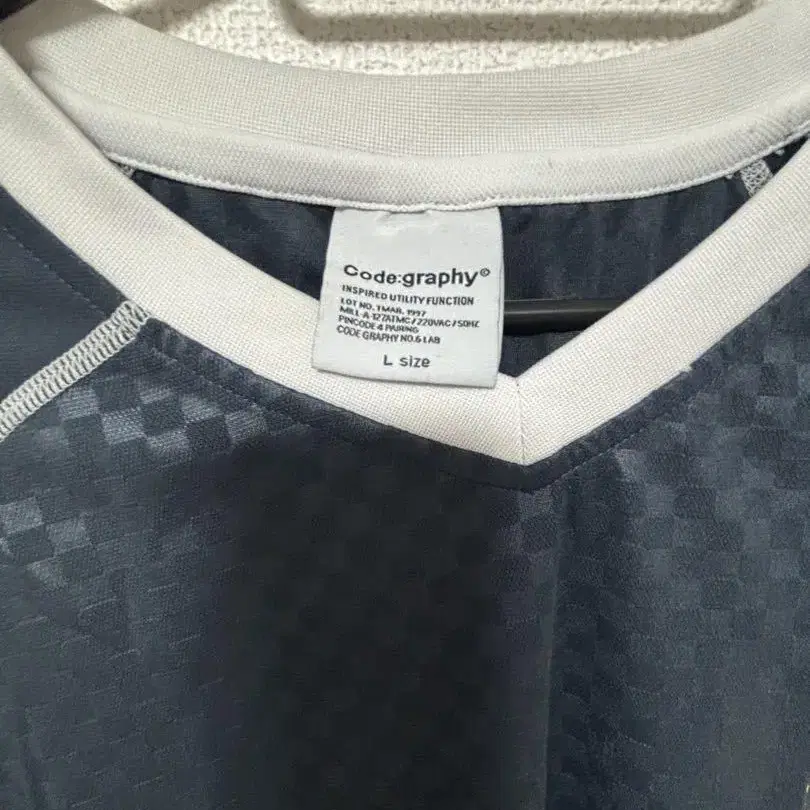 Code:graphy©
INSPIRED UTILITY FUNCTION
LOT NO. TMAR. 1997
MILL-A-127ATMC/220VAC/50HZ
PINCODE 4 PAIRING
CODE GRAPHY NO.6 LAB
L size